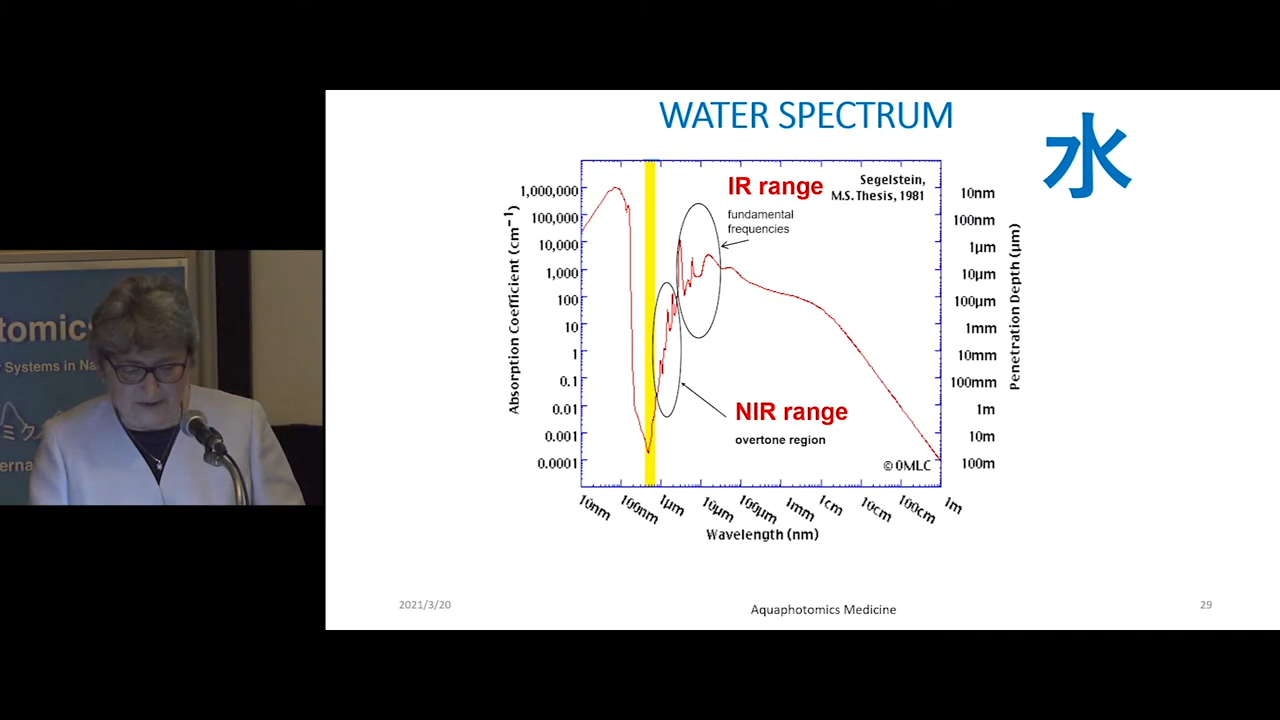 WATER SPECTRUM
水
IR range
fundamental
frequencies
Segelstein,
M.S. Thesis, 1981
NIR range
overtone region
© OMLC
Absorption Coefficient (cm⁻¹)
1,000,000
100,000
10,000
1,000
100
10
1
0.1
0.01
0.001
0.0001
10nm
100nm
1μm
10μm
100μm
1mm
10mm
100mm
1m
10m
100m
Penetration Depth (μm)
10nm
100nm
1μm
10μm
100μm
1mm
1cm
10cm
100cm
1m
Wavelength (nm)
tomics
Systems in Na
erna
2021/3/20
Aquaphotomics Medicine
29